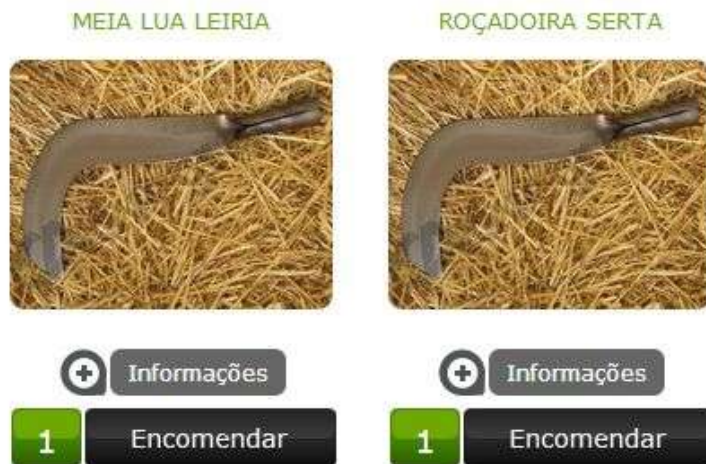 MEIA LUA LEIRIA
ROÇADOIRA SERTA
Informações
Informações
1 Encomendar
1 Encomendar